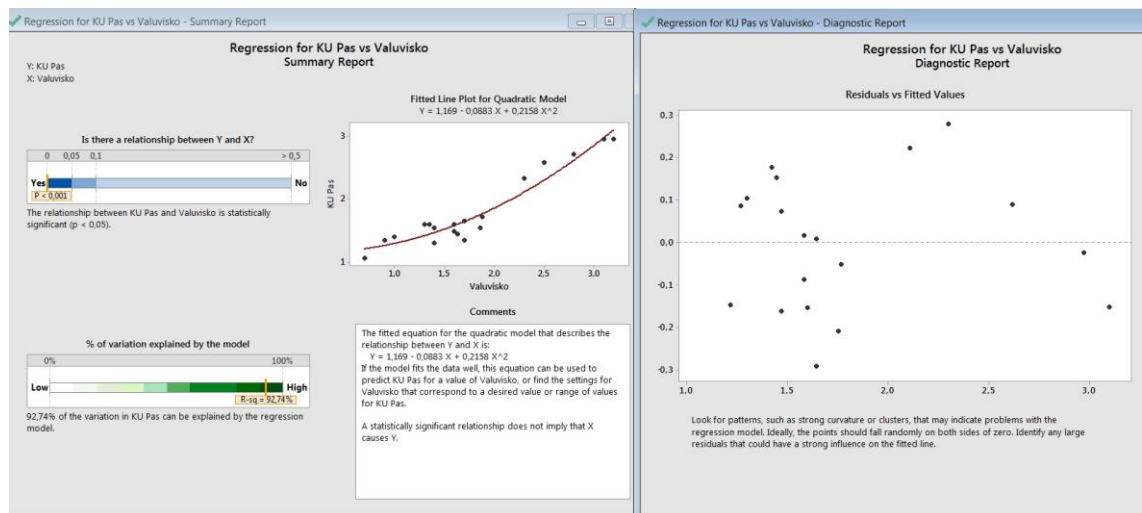 Regression for KU Pas vs Valuvisko - Summary Report
Regression for KU Pas vs Valuvisko
Summary Report
Y: KU Pas
X: Valuvisko
Is there a relationship between Y and X?
0 0,05 0,1 > 0,5
Yes No
P < 0,001
The relationship between KU Pas and Valuvisko is statistically
significant (p < 0,05).
% of variation explained by the model
0% 100%
Low High
R-sq = 92,74%
92,74% of the variation in KU Pas can be explained by the regression
model.
Fitted Line Plot for Quadratic Model
Y = 1,169 - 0,0883 X + 0,2158 X^2
KU Pas
3
2
1
1,0 1,5 2,0 2,5 3,0
Valuvisko
Comments
The fitted equation for the quadratic model that describes the
relationship between Y and X is:
Y = 1,169 - 0,0883 X + 0,2158 X^2
If the model fits the data well, this equation can be used to
predict KU Pas for a value of Valuvisko, or find the settings for
Valuvisko that correspond to a desired value or range of values
for KU Pas.
A statistically significant relationship does not imply that X
causes Y.
Regression for KU Pas vs Valuvisko - Diagnostic Report
Regression for KU Pas vs Valuvisko
Diagnostic Report
Residuals vs Fitted Values
0,3
0,2
0,1
0,0
-0,1
-0,2
-0,3
1,0 1,5 2,0 2,5 3,0
Look for patterns, such as strong curvature or clusters, that may indicate problems with the
regression model. Ideally, the points should fall randomly on both sides of zero. Identify any large
residuals that could have a strong influence on the fitted line.